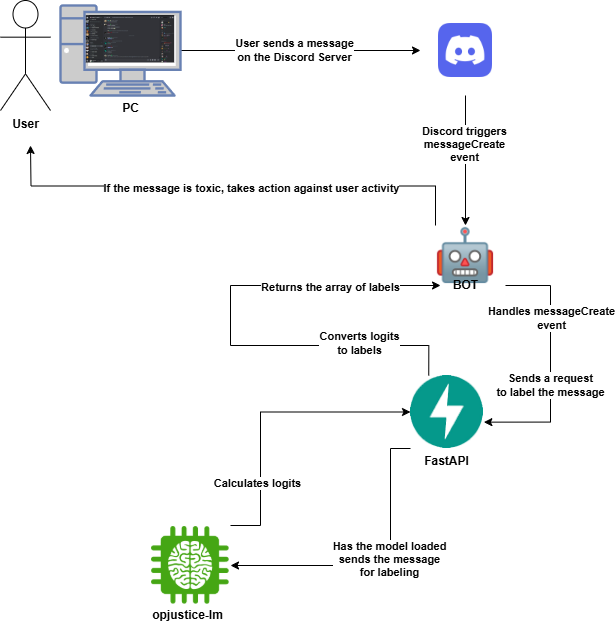 User sends a message
on the Discord Server
PC
User
Discord triggers
messageCreate
event
If the message is toxic, takes action against user activity
BOT
Returns the array of labels
Handles messageCreate
event
Converts logits
to labels
Sends a request
to label the message
FastAPI
Calculates logits
Has the model loaded
sends the message
for labeling
opjustice-lm